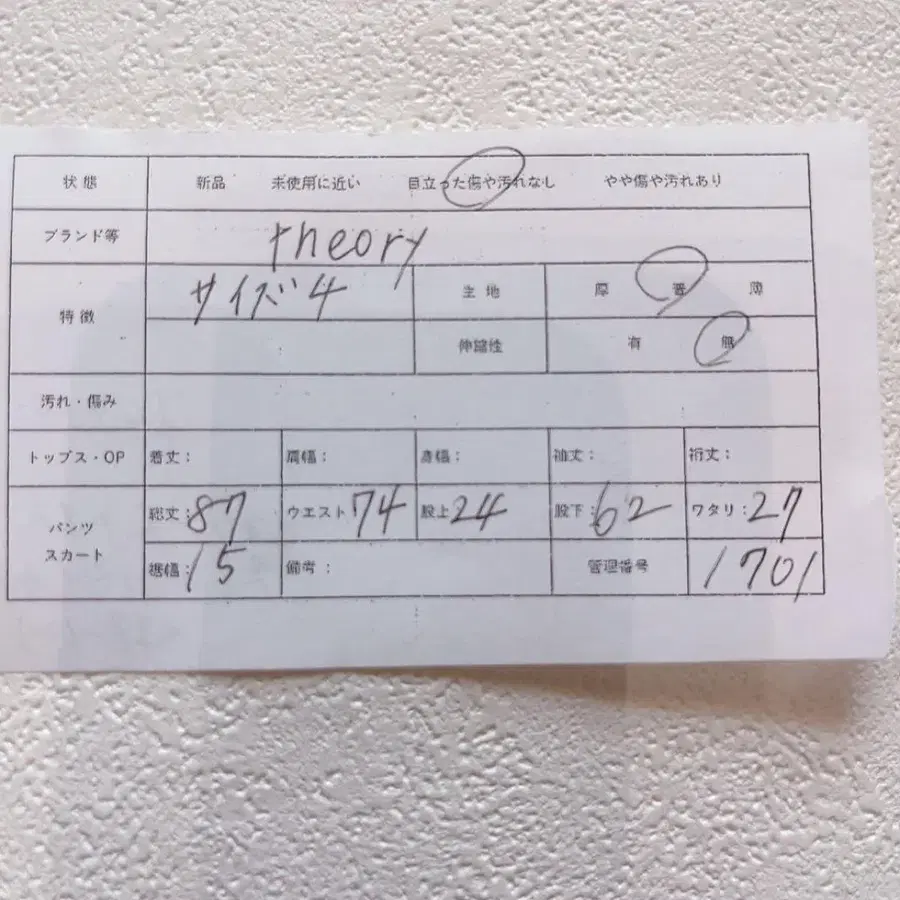 状態 新品 未使用に近い 目立った傷や汚れなし やや傷や汚れあり
ブランド等 theory
特徴 サイズ4 生地 厚 普 薄
伸縮性 有 無
汚れ・傷み
トップス・OP 着丈: 肩幅: 身幅: 袖丈: 裄丈:
パンツ スカート 総丈:87 ウエスト74 股上24 股下:62 ワタリ:27
裾幅:15 備考: 管理番号 1701